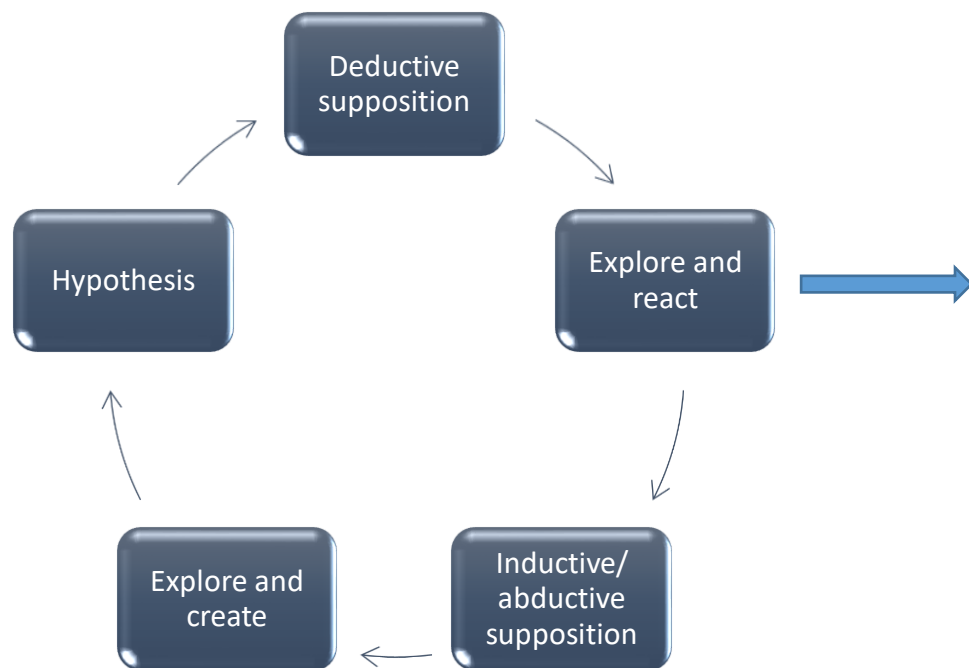 Deductive
supposition
Explore and
react
Inductive/
abductive
supposition
Explore and
create
Hypothesis